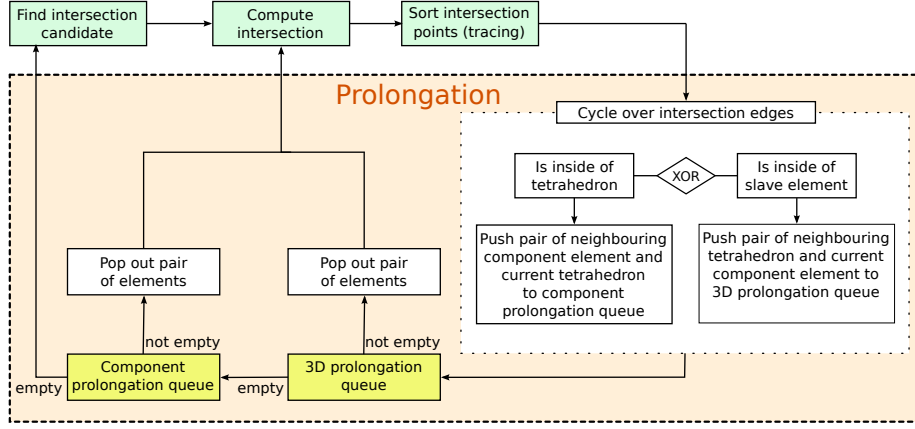 Find intersection
candidate
Compute
intersection
Sort intersection
points (tracing)
Prolongation
Cycle over intersection edges
Is inside of
tetrahedron
XOR
Is inside of
slave element
Push pair of neighbouring
component element and
current tetrahedron
to component
prolongation queue
Push pair of neighbouring
tetrahedron and current
component element to
3D prolongation queue
Pop out pair
of elements
Pop out pair
of elements
not empty
not empty
Component
prolongation queue
3D prolongation
queue
empty
empty